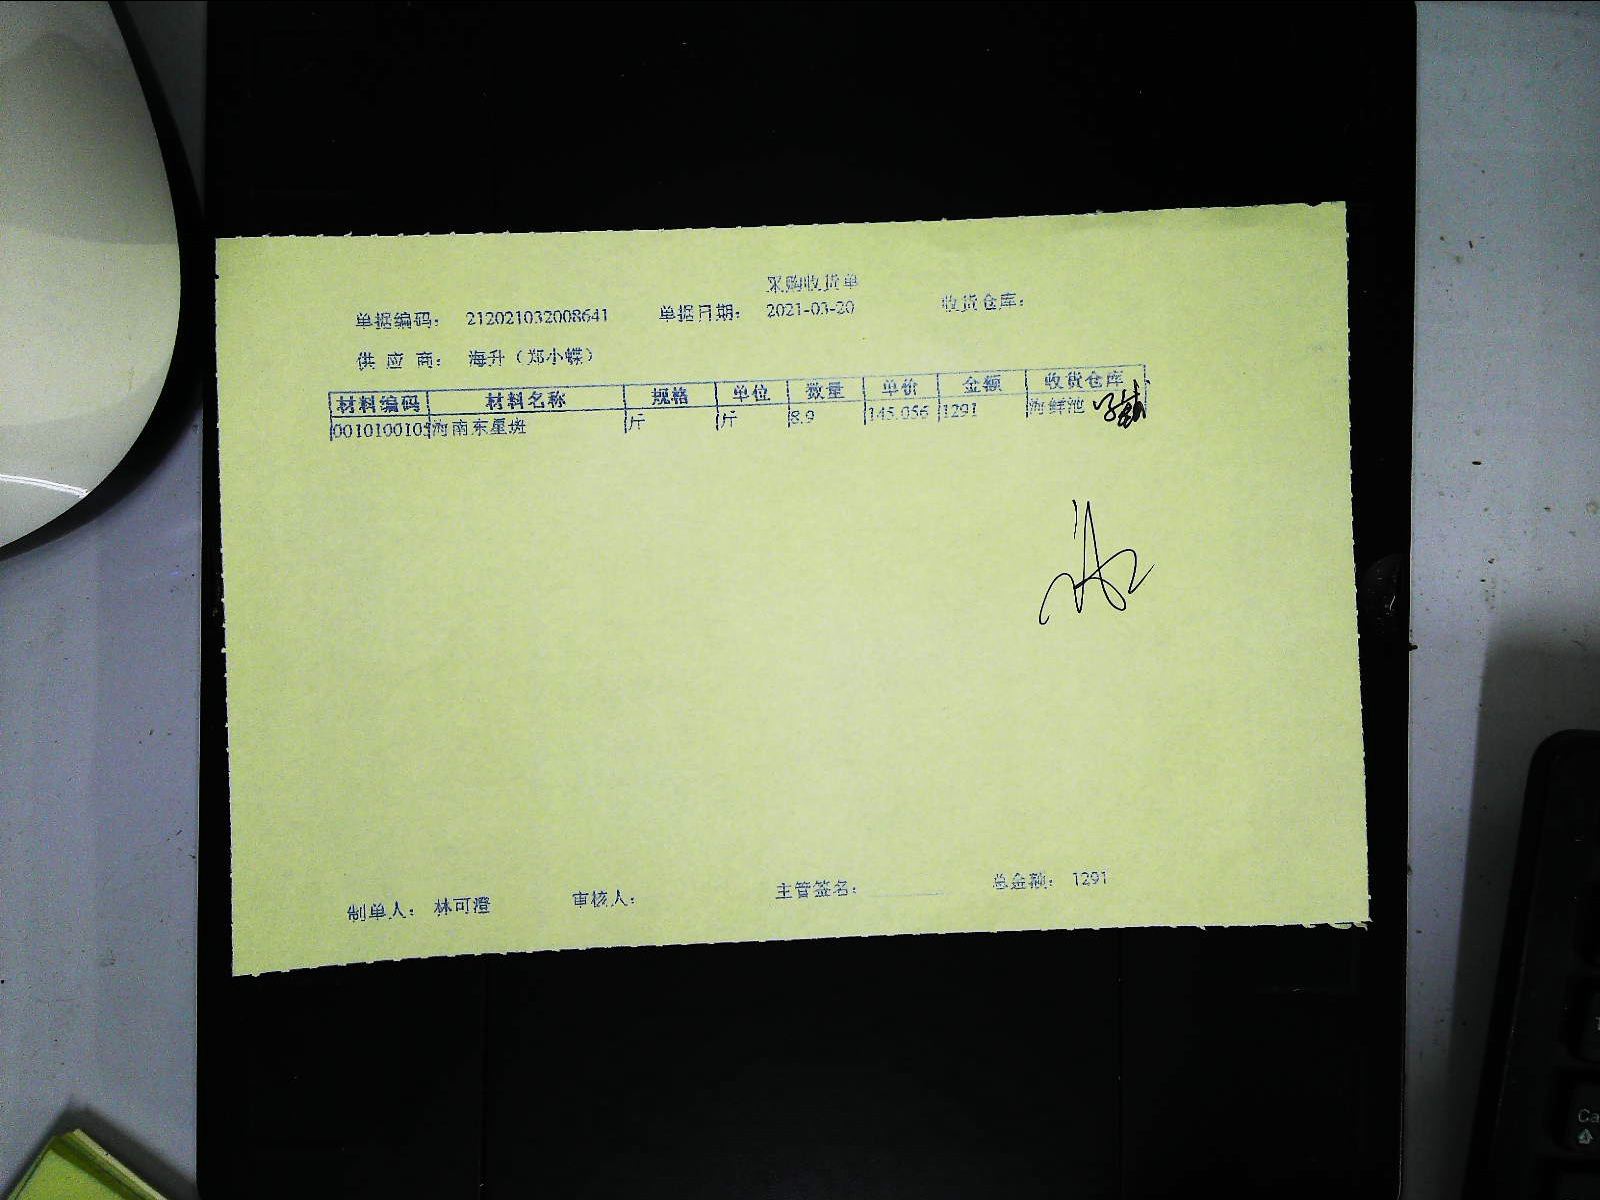 采购收货单
单据编码: 212021032008641 单据日期: 2021-03-20 收货仓库:
供应商: 海升（郑小蝶）
材料编码 材料名称 规格 单位 数量 单价 金额 收货仓库
0010100105 海南东星斑 斤 斤 8.9 145.056 1291 海鲜池
制单人: 林可澄 审核人: 主管签名: 总金额: 1291